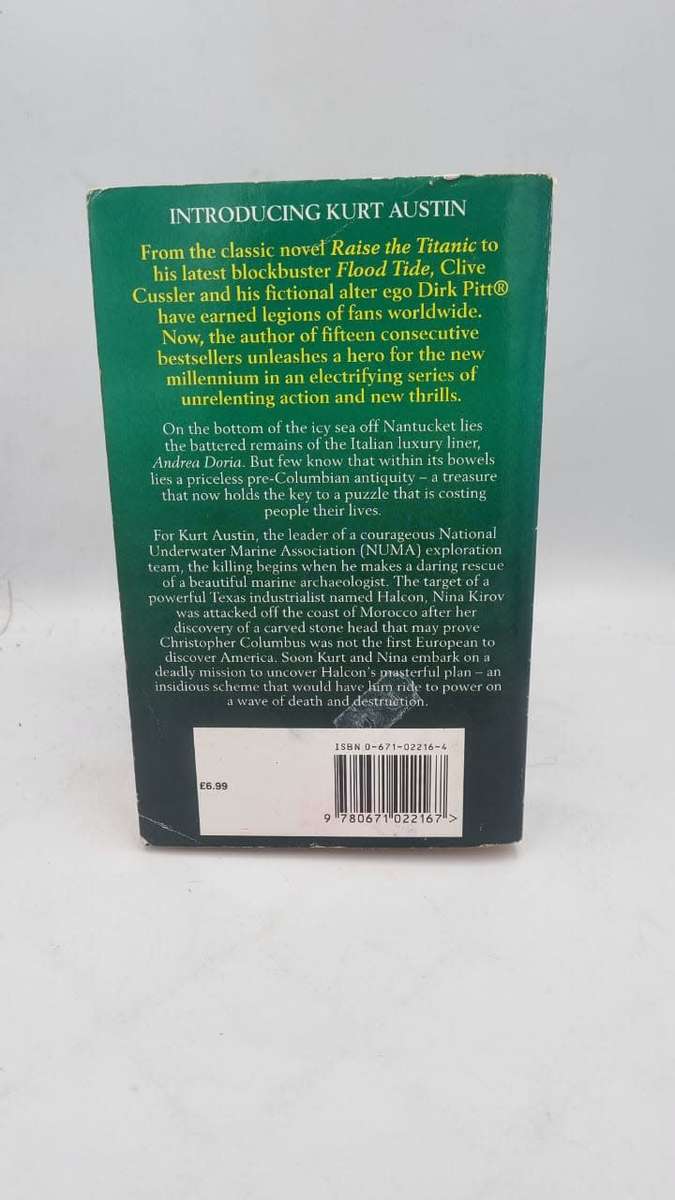 INTRODUCING KURT AUSTIN
From the classic novel Raise the Titanic to
his latest blockbuster Flood Tide, Clive
Cussler and his fictional alter ego Dirk Pitt®
have earned legions of fans worldwide.
Now, the author of fifteen consecutive
bestsellers unleashes a hero for the new
millennium in an electrifying series of
unrelenting action and new thrills.
On the bottom of the icy sea off Nantucket lies
the battered remains of the Italian luxury liner,
Andrea Doria. But few know that within its bowels
lies a priceless pre-Columbian antiquity – a treasure
that now holds the key to a puzzle that is costing
people their lives.
For Kurt Austin, the leader of a courageous National
Underwater Marine Association (NUMA) exploration
team, the killing begins when he makes a daring rescue
of a beautiful marine archaeologist. The target of a
powerful Texas industrialist named Halcon, Nina Kirov
was attacked off the coast of Morocco after her
discovery of a carved stone head that may prove
Christopher Columbus was not the first European to
discover America. Soon Kurt and Nina embark on a
deadly mission to uncover Halcon's masterful plan – an
insidious scheme that would have him ride to power on
a wave of death and destruction.
ISBN 0-671-02216-4
£6.99
9 780671 022167 >